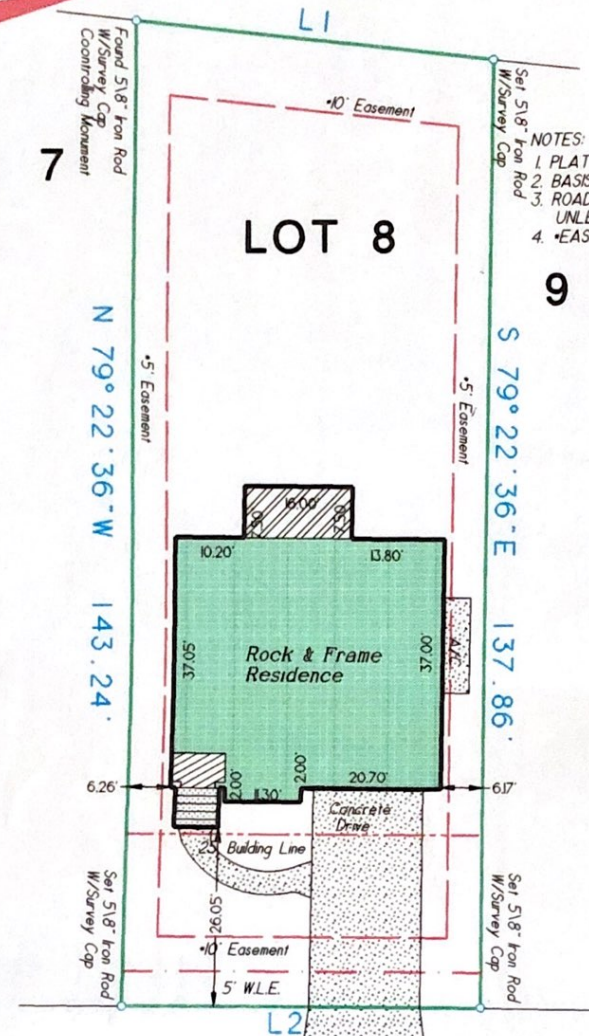 L1
Found 5\8" Iron Rod
W/Survey Cap
Coontrolling Monument
Set 5\8" Iron Rod
W/Survey Cap
•10' Easement
NOTES:
1. PLAT
2. BASIS
3. ROAD
UNLE
4. •EAS
7
LOT 8
9
N 79°22'36"W 143.24'
•5' Easement
•5' Easement
S 79°22'36"E 137.86'
16.00'
7.50
7.50
10.20'
13.80'
37.05'
Rock & Frame
Residence
37.00'
A/C
2.00'
11.30'
2.00'
20.70'
6.26'
6.17'
Concrete
Drive
25' Building Line
26.05'
Set 5\8" Iron Rod
W/Survey Cap
Set 5\8" Iron Rod
W/Survey Cap
•10' Easement
5' W.L.E.
L2